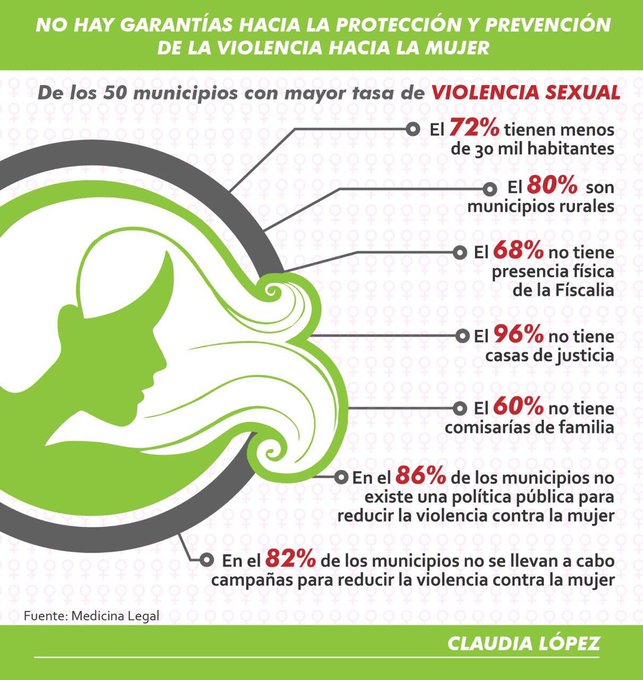 NO HAY GARANTÍAS HACIA LA PROTECCIÓN Y PREVENCIÓN
DE LA VIOLENCIA HACIA LA MUJER
De los 50 municipios con mayor tasa de VIOLENCIA SEXUAL
El 72% tienen menos
de 30 mil habitantes
El 80% son
municipios rurales
El 68% no tiene
presencia física
de la Físcalia
El 96% no tiene
casas de justicia
El 60% no tiene
comisarías de familia
En el 86% de los municipios no
existe una política pública para
reducir la violencia contra la mujer
En el 82% de los municipios no se llevan a cabo
campañas para reducir la violencia contra la mujer
Fuente: Medicina Legal
CLAUDIA LÓPEZ